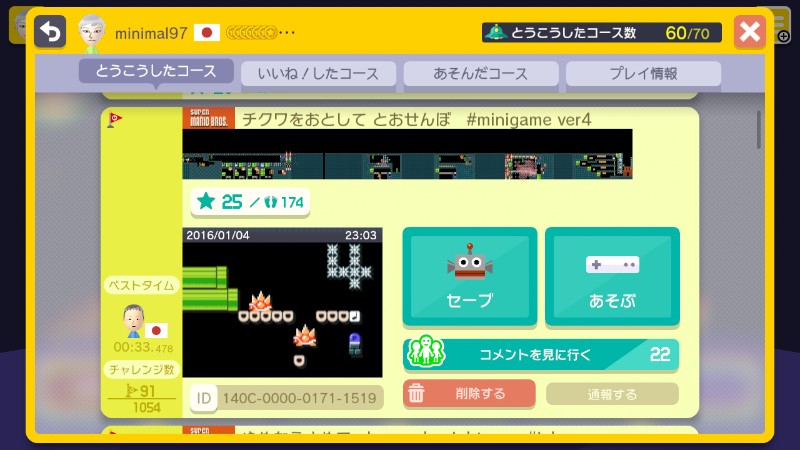 minimal97
とうこうしたコース数 60/70
とうこうしたコース
いいね！したコース
あそんだコース
プレイ情報
SUPER MARIO BROS. チクワをおとして とおせんぼ #minigame ver4
25 / 174
2016/01/04 23:03
ベストタイム
00:33.478
チャレンジ数
91
1054
セーブ
あそぶ
コメントを見に行く 22
ID 140C-0000-0171-1519
削除する
通報する
SUPER